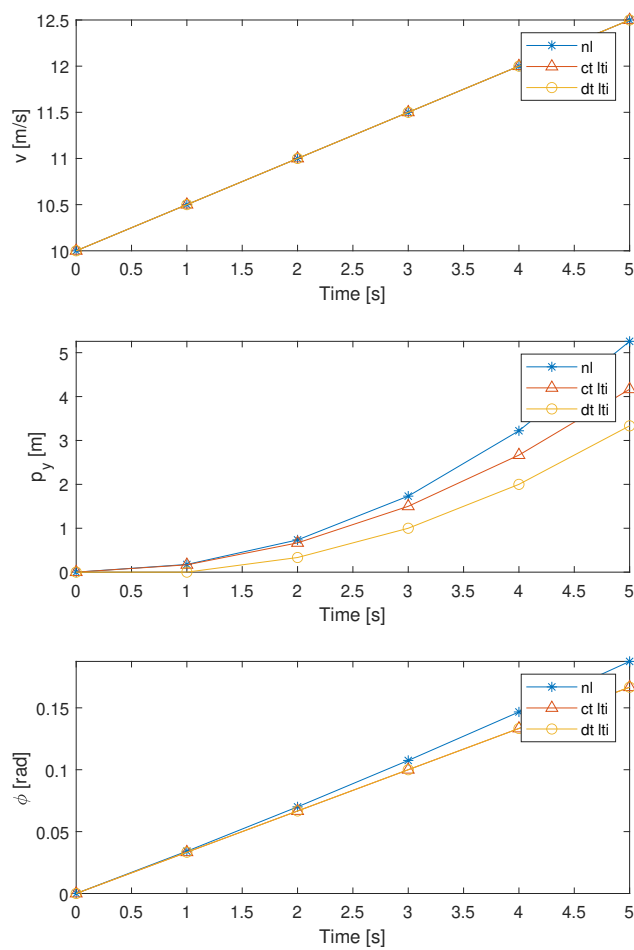 12.5
12
11.5
11
10.5
10
v [m/s]
nl
ct lti
dt lti
0 0.5 1 1.5 2 2.5 3 3.5 4 4.5 5
Time [s]
5
4
3
2
1
0
p_y [m]
nl
ct lti
dt lti
0 0.5 1 1.5 2 2.5 3 3.5 4 4.5 5
Time [s]
0.15
0.1
0.05
0
ϕ [rad]
nl
ct lti
dt lti
0 0.5 1 1.5 2 2.5 3 3.5 4 4.5 5
Time [s]